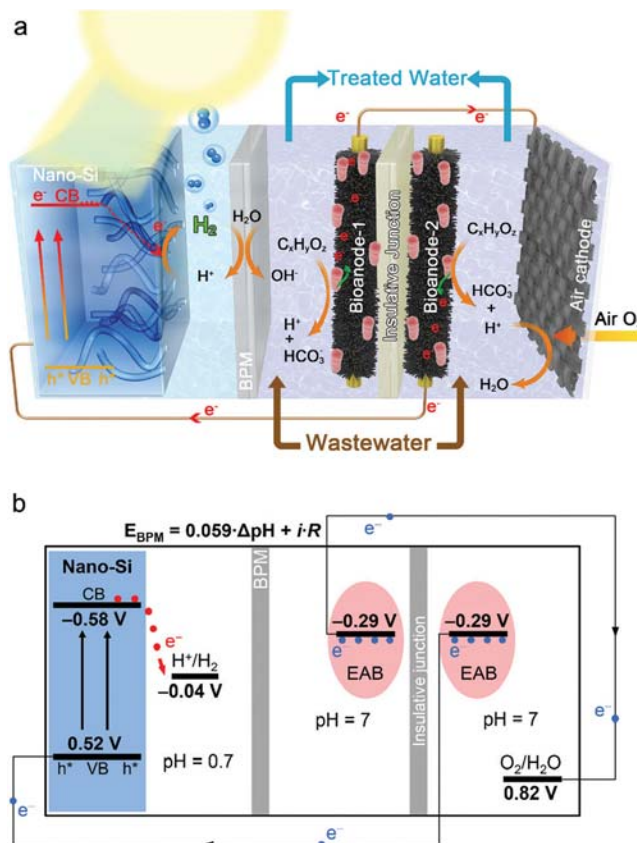 a
Treated Water
e-
e-
Nano-Si
e- CB
e-
H2
H2O
H+
OH-
CxHyOz
H+
+
HCO3-
BPM
Bioanode-1
e-
e-
e-
e-
Insulative Junction
Bioanode-2
e-
e-
e-
e-
CxHyOz
HCO3-
+
H+
H2O
Air cathode
Air O
h+ VB h+
e-
e-
Wastewater
b
EBPM = 0.059·ΔpH + i·R
e−
Nano-Si
CB
−0.58 V
e−
H+/H2
−0.04 V
0.52 V
h+ VB h+
pH = 0.7
BPM
−0.29 V
e−
EAB
pH = 7
Insulative junction
−0.29 V
e−
EAB
pH = 7
O2/H2O
0.82 V
e−
e−
e−